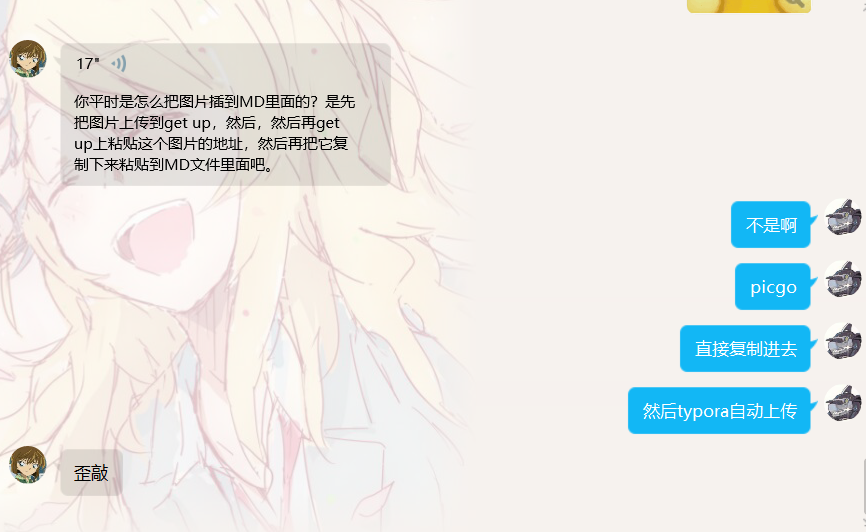 17"
你平时是怎么把图片插到MD里面的？是先
把图片上传到get up，然后，然后再get
up上粘贴这个图片的地址，然后再把它复
制下来粘贴到MD文件里面吧。
不是啊
picgo
直接复制进去
然后typora自动上传
歪敲